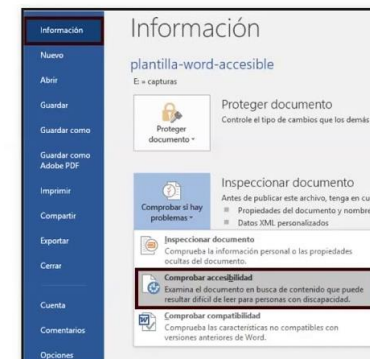 Información
Nuevo
Abrir
Guardar
Guardar como
Guardar como
Adobe PDF
Imprimir
Compartir
Exportar
Cerrar
Cuenta
Comentarios
Opciones
Información
plantilla-word-accesible
E: » capturas
Proteger
documento
Proteger documento
Controle el tipo de cambios que los demás
Comprobar si hay
problemas
Inspeccionar documento
Antes de publicar este archivo, tenga en cu
Propiedades del documento y nombre
Datos XML personalizados
Inspeccionar documento
Comprueba la información personal o las propiedades
ocultas del documento.
Comprobar accesibilidad
Examina el documento en busca de contenido que puede
resultar difícil de leer para personas con discapacidad.
Comprobar compatibilidad
Comprueba las características no compatibles con
versiones anteriores de Word.